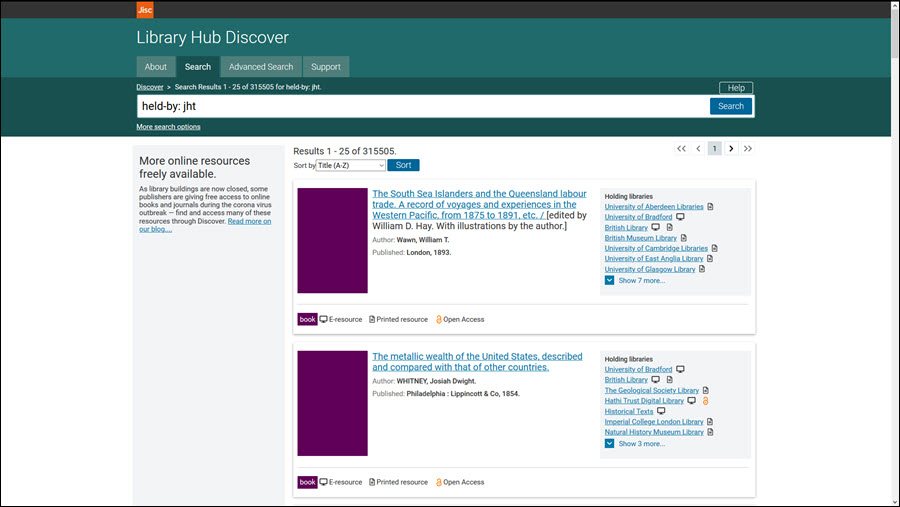 Jisc
Library Hub Discover
About
Search
Advanced Search
Support
Discover > Search Results 1 - 25 of 315505 for held-by: jht.
Help
held-by: jht
Search
More search options
More online resources
freely available.
As library buildings are now closed, some
publishers are giving free access to online
books and journals during the corona virus
outbreak — find and access many of these
resources through Discover. Read more on
our blog....
Results 1 - 25 of 315505.
Sort by Title (A-Z) Sort
<< < 1 > >>
The South Sea Islanders and the Queensland labour
trade. A record of voyages and experiences in the
Western Pacific, from 1875 to 1891, etc. / [edited by
William D. Hay. With illustrations by the author.]
Author: Wawn, William T.
Published: London, 1893.
Holding libraries
University of Aberdeen Libraries
University of Bradford
British Library
British Museum Library
University of Cambridge Libraries
University of East Anglia Library
University of Glasgow Library
Show 7 more...
book E-resource Printed resource Open Access
The metallic wealth of the United States, described
and compared with that of other countries.
Author: WHITNEY, Josiah Dwight.
Published: Philadelphia : Lippincott & Co, 1854.
Holding libraries
University of Bradford
British Library
The Geological Society Library
Hathi Trust Digital Library
Historical Texts
Imperial College London Library
Natural History Museum Library
Show 3 more...
book E-resource Printed resource Open Access